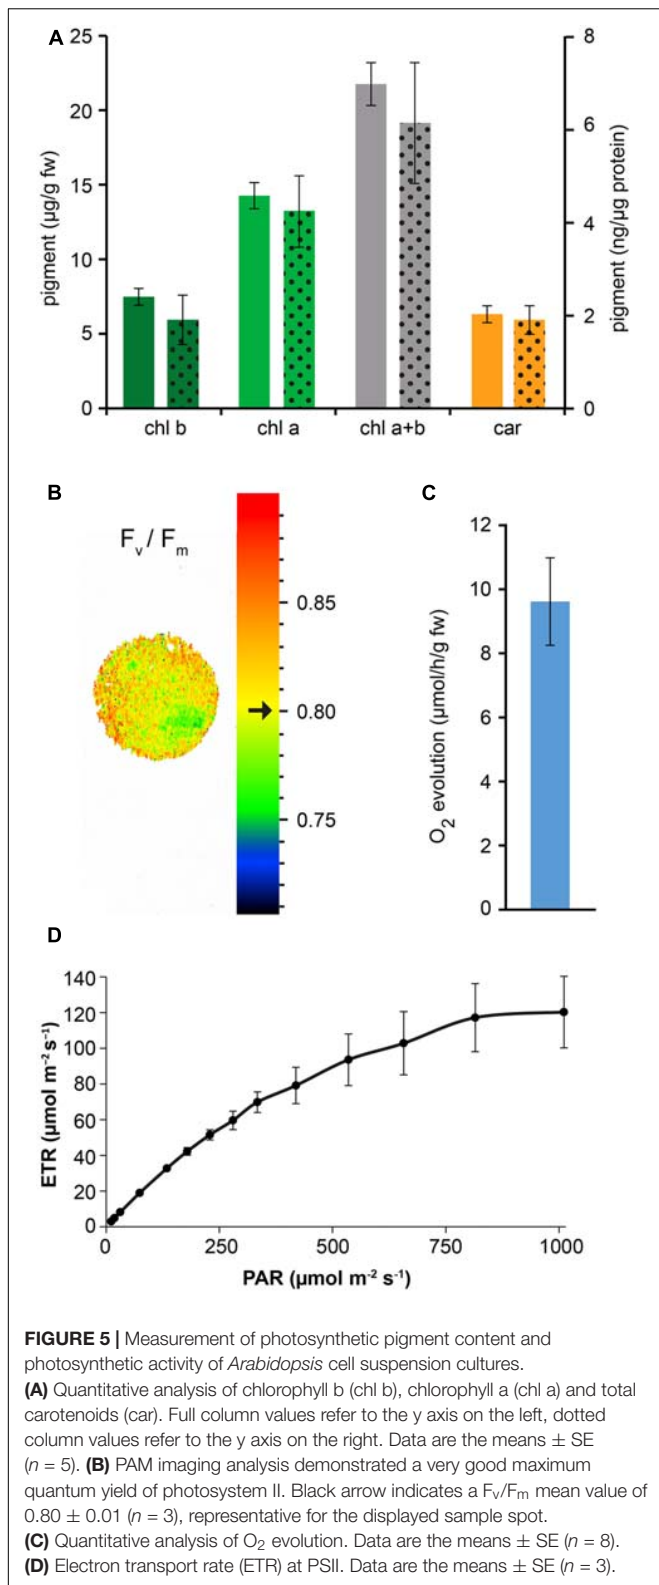 A
25
20
15
10
5
0
pigment (µg/g fw)
8
6
4
2
0
pigment (ng/µg protein)
chl b chl a chl a+b car
B
Fv / Fm
0.85
0.80
0.75
C
12
10
8
6
4
2
0
O2 evolution (µmol/h/g fw)
D
140
120
100
80
60
40
20
0
ETR (µmol m-2 s-1)
0 250 500 750 1000
PAR (µmol m-2 s-1)
FIGURE 5 | Measurement of photosynthetic pigment content and
photosynthetic activity of Arabidopsis cell suspension cultures.
(A) Quantitative analysis of chlorophyll b (chl b), chlorophyll a (chl a) and total
carotenoids (car). Full column values refer to the y axis on the left, dotted
column values refer to the y axis on the right. Data are the means ± SE
(n = 5). (B) PAM imaging analysis demonstrated a very good maximum
quantum yield of photosystem II. Black arrow indicates a Fv/Fm mean value of
0.80 ± 0.01 (n = 3), representative for the displayed sample spot.
(C) Quantitative analysis of O2 evolution. Data are the means ± SE (n = 8).
(D) Electron transport rate (ETR) at PSII. Data are the means ± SE (n = 3).